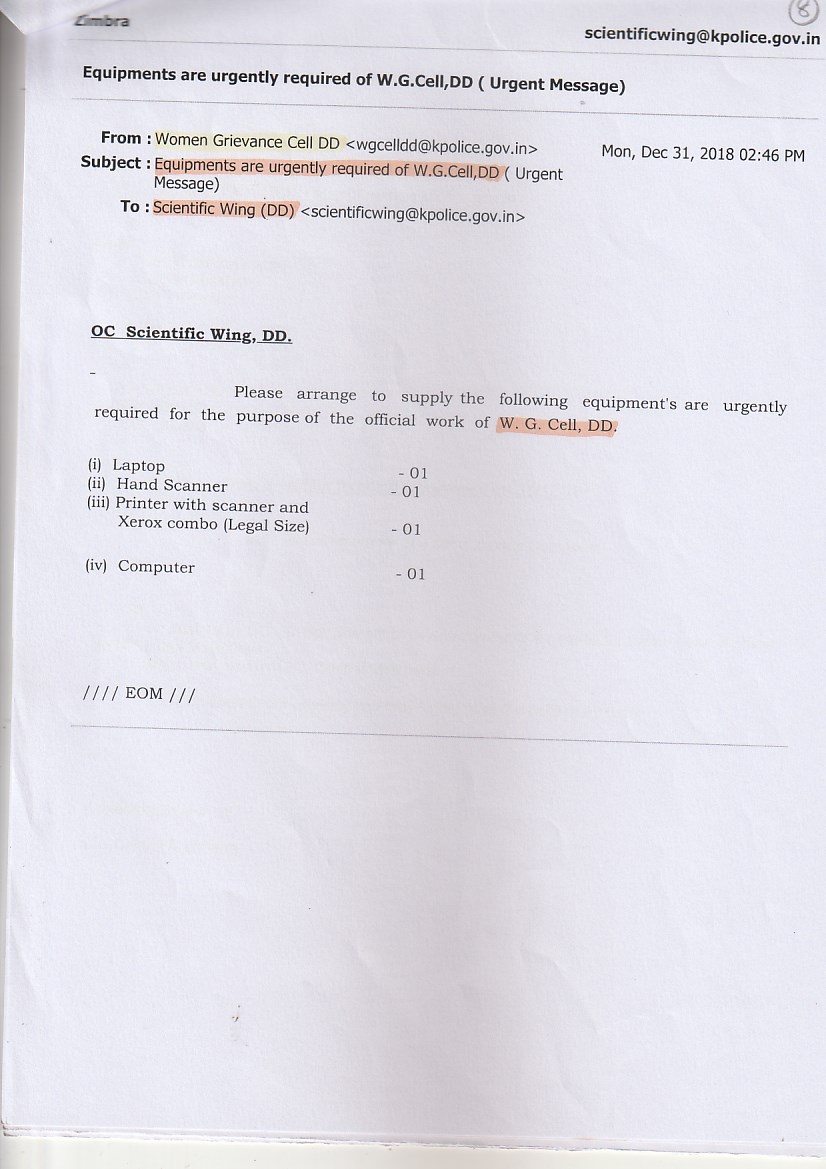 Zimbra
8
scientificwing@kpolice.gov.in
Equipments are urgently required of W.G.Cell,DD ( Urgent Message)
From : Women Grievance Cell DD <wgcelldd@kpolice.gov.in>
Mon, Dec 31, 2018 02:46 PM
Subject : Equipments are urgently required of W.G.Cell,DD ( Urgent
Message)
To : Scientific Wing (DD) <scientificwing@kpolice.gov.in>
OC Scientific Wing, DD.
Please arrange to supply the following equipment's are urgently
required for the purpose of the official work of W. G. Cell, DD.
(i) Laptop - 01
(ii) Hand Scanner - 01
(iii) Printer with scanner and
Xerox combo (Legal Size) - 01
(iv) Computer - 01
//// EOM ///